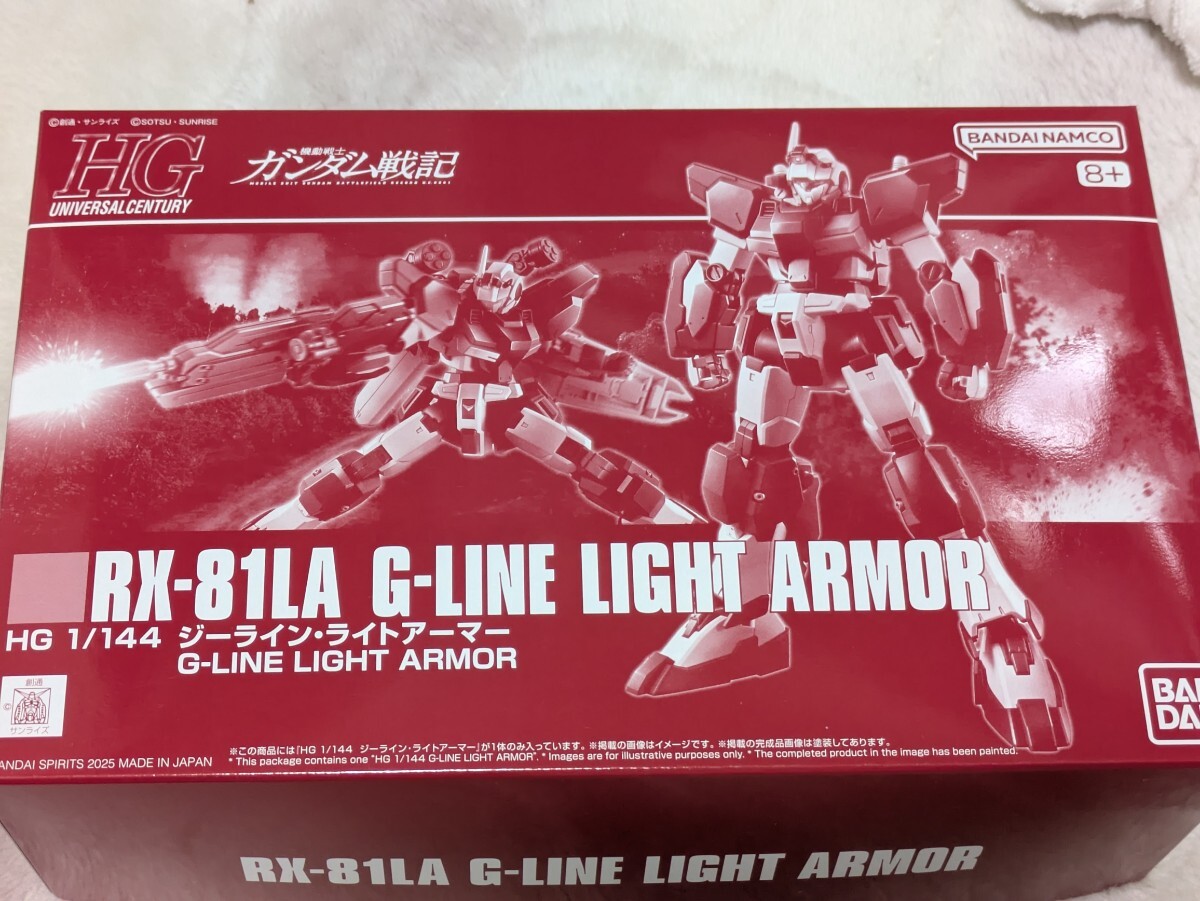 ©創通・サンライズ ©SOTSU・SUNRISE
HG
UNIVERSAL CENTURY
機動戦士
ガンダム戦記
MOBILE SUIT GUNDAM BATTLEFIELD RECORD U.C.0081
BANDAI NAMCO
8+
RX-81LA G-LINE LIGHT ARMOR
HG 1/144 ジーライン・ライトアーマー
G-LINE LIGHT ARMOR
創通
©
サンライズ
BAN
DA
※この商品には「HG 1/144 ジーライン・ライトアーマー」が1体のみ入っています。※掲載の画像はイメージです。※掲載の完成品画像は塗装してあります。
* This package contains one "HG 1/144 G-LINE LIGHT ARMOR". * Images are for illustrative purposes only. * The completed product in the image has been painted.
ANDAI SPIRITS 2025 MADE IN JAPAN
RX-81LA G-LINE LIGHT ARMOR